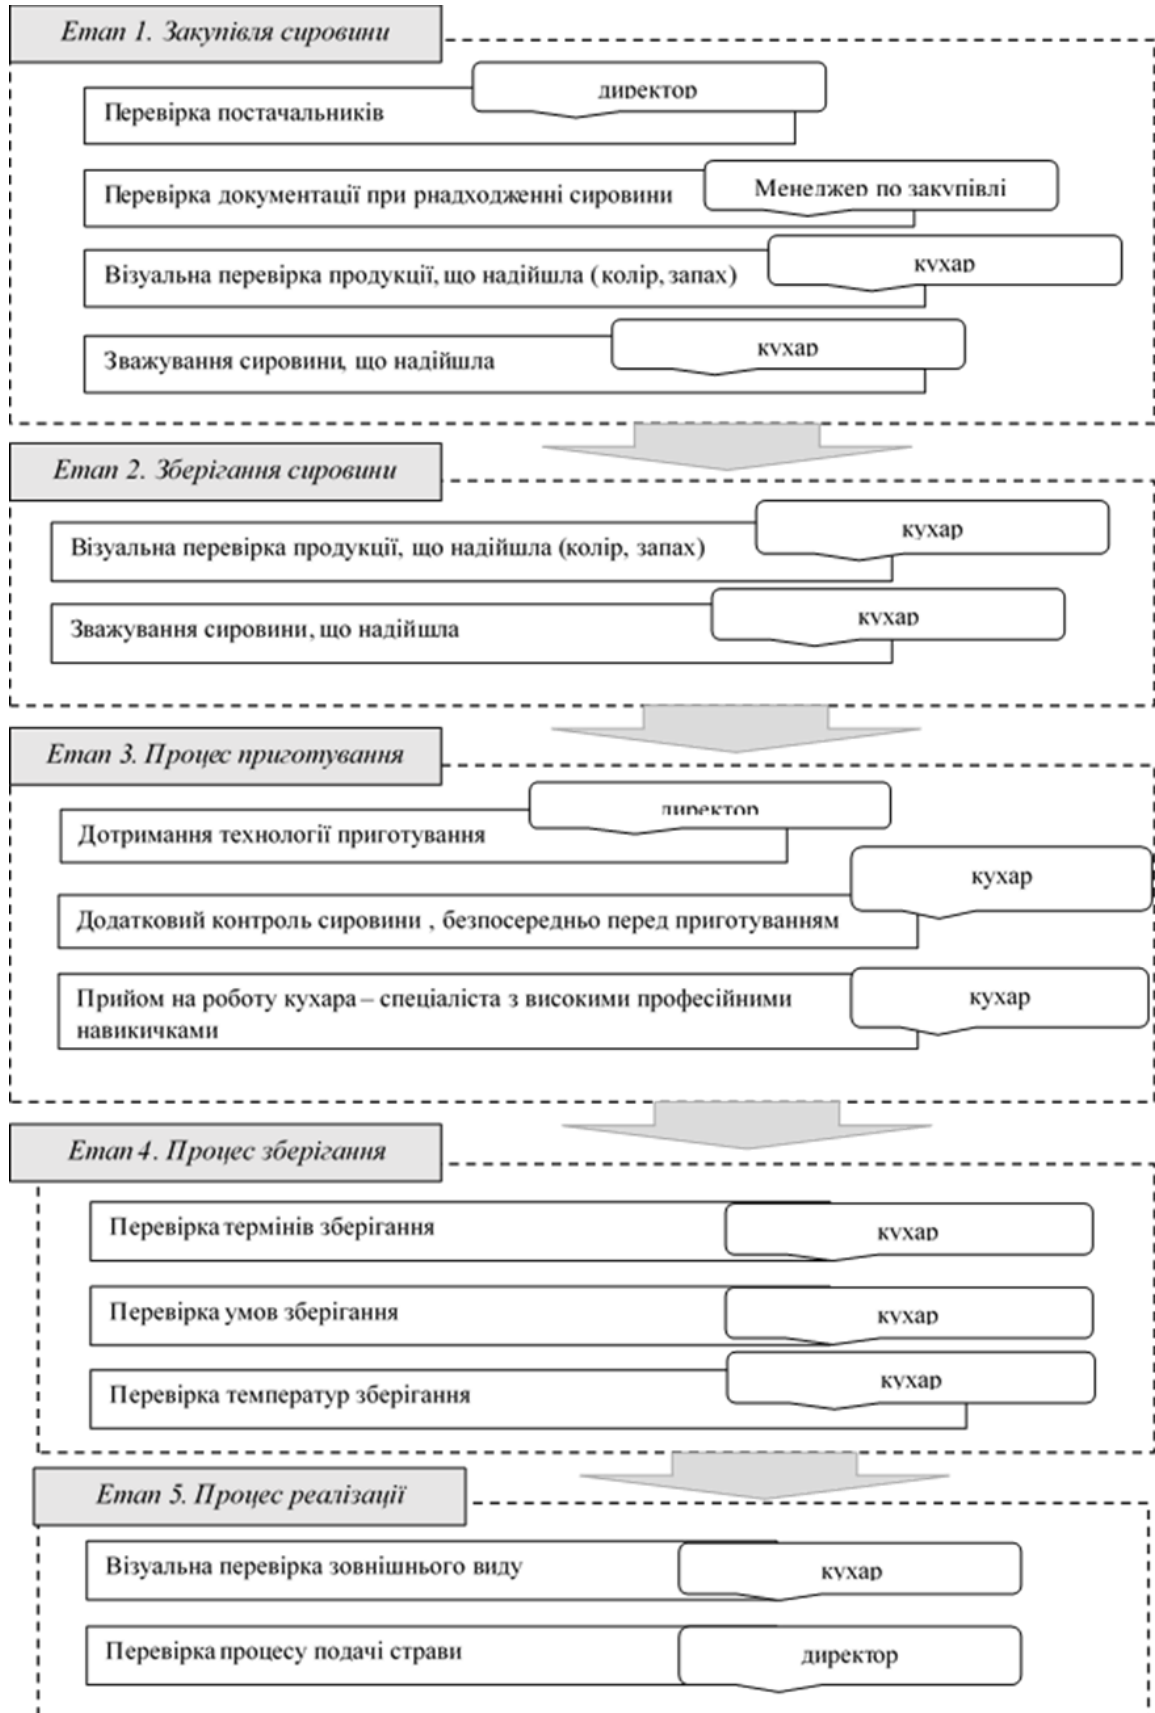 Етап 1. Закупівля сировини
директор
Перевірка постачальників
Менеджер по закупівлі
Перевірка документації при рнадходженні сировини
кухар
Візуальна перевірка продукції, що надійшла (колір, запах)
кухар
Зважування сировини, що надійшла
Етап 2. Зберігання сировини
кухар
Візуальна перевірка продукції, що надійшла (колір, запах)
кухар
Зважування сировини, що надійшла
Етап 3. Процес приготування
директор
Дотримання технології приготування
кухар
Додатковий контроль сировини , безпосередньо перед приготуванням
Прийом на роботу кухара – спеціаліста з високими професійними
навикичками
кухар
Етап 4. Процес зберігання
Перевірка термінів зберігання
кухар
Перевірка умов зберігання
кухар
Перевірка температур зберігання
кухар
Етап 5. Процес реалізації
Візуальна перевірка зовнішнього виду
кухар
Перевірка процесу подачі страви
директор